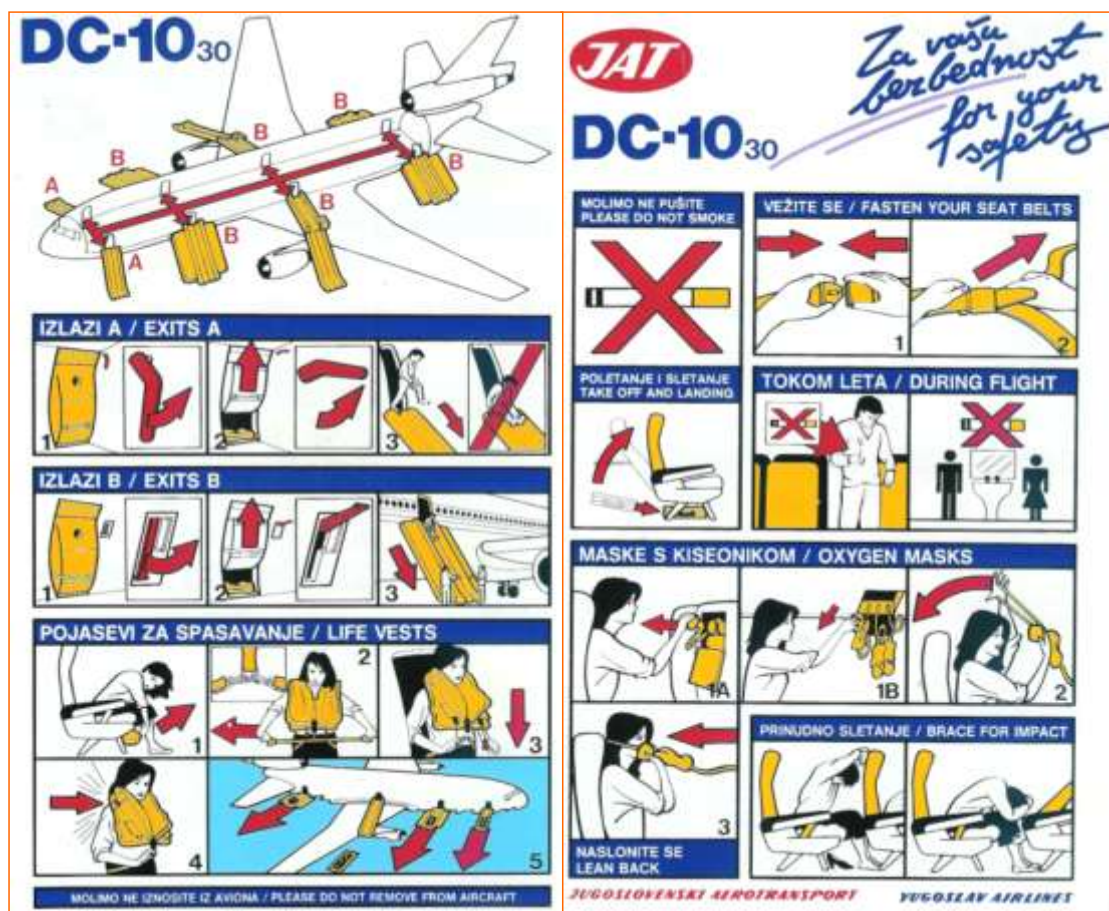 DC-10 30
B
B
B
A
B
B
B
A
IZLAZI A / EXITS A
1
2
3
IZLAZI B / EXITS B
1
2
3
POJASEVI ZA SPASAVANJE / LIFE VESTS
1
2
3
4
5
MOLIMO NE IZNOSITE IZ AVIONA / PLEASE DO NOT REMOVE FROM AIRCRAFT
JAT
Za vašu
bezbednost
for your
safety
DC-10 30
MOLIMO NE PUŠITE
PLEASE DO NOT SMOKE
VEŽITE SE / FASTEN YOUR SEAT BELTS
1
2
POLETANJE I SLETANJE
TAKE OFF AND LANDING
TOKOM LETA / DURING FLIGHT
MASKE S KISEONIKOM / OXYGEN MASKS
1A
1B
2
3
NASLONITE SE
LEAN BACK
PRINUDNO SLETANJE / BRACE FOR IMPACT
JUGOSLOVENSKI AEROTRANSPORT
YUGOSLAV AIRLINES